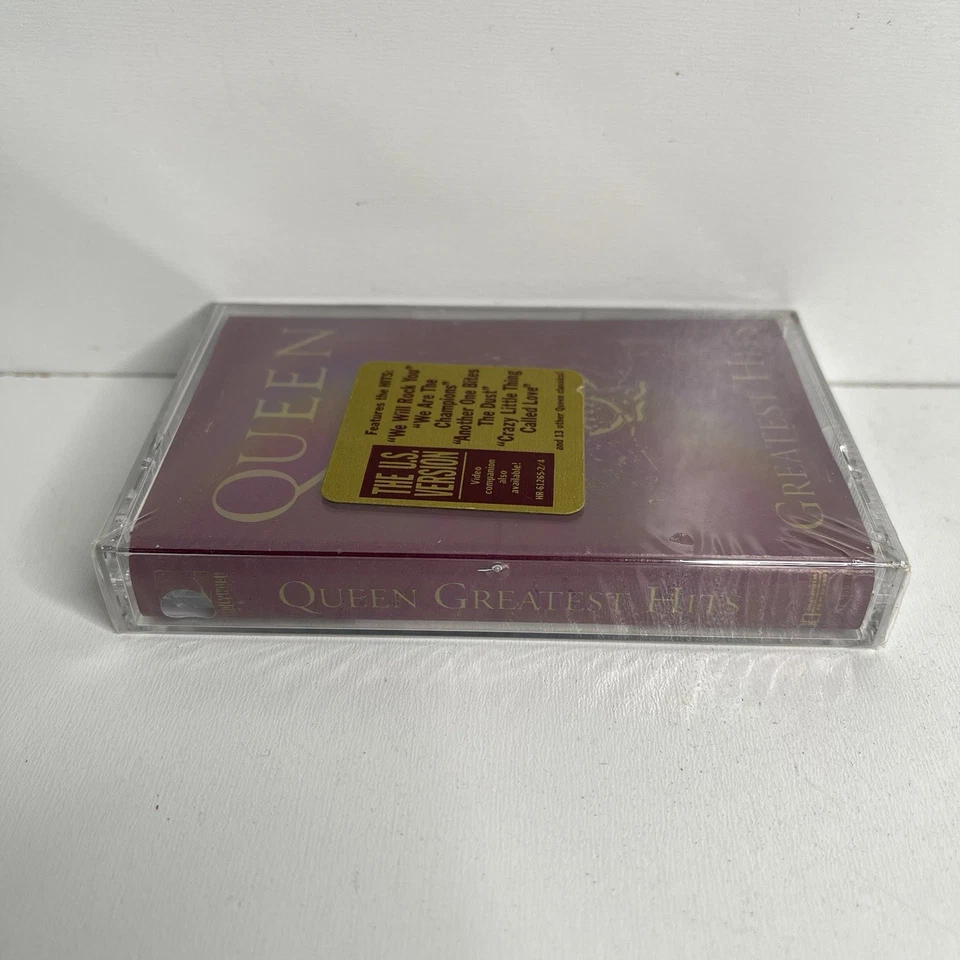 QUEEN
GREATEST HITS
THE U.S.
VERSION
Video
companion
also
available!
HR-61265-2/4
Features the HITS:
"We Will Rock You"
"We Are The
Champions"
"Another One Bites
The Dust"
"Crazy Little Thing
Called Love"
and 13 other Queen classics!
QUEEN GREATEST HITS